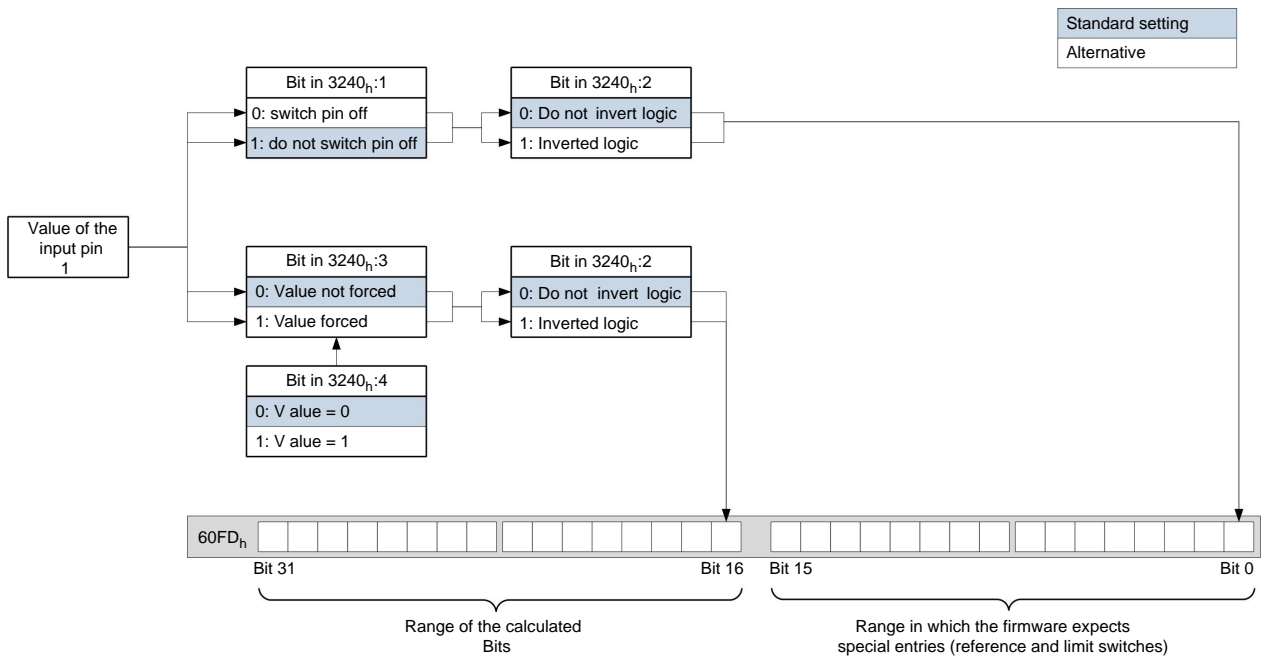 Standard setting
Alternative
Bit in 3240h:1
0: switch pin off
1: do not switch pin off
Bit in 3240h:2
0: Do not invert logic
1: Inverted logic
Value of the
input pin
1
Bit in 3240h:3
0: Value not forced
1: Value forced
Bit in 3240h:2
0: Do not invert logic
1: Inverted logic
Bit in 3240h:4
0: V alue = 0
1: V alue = 1
60FDh
Bit 31
Bit 16
Bit 15
Bit 0
Range of the calculated
Bits
Range in which the firmware expects
special entries (reference and limit switches)